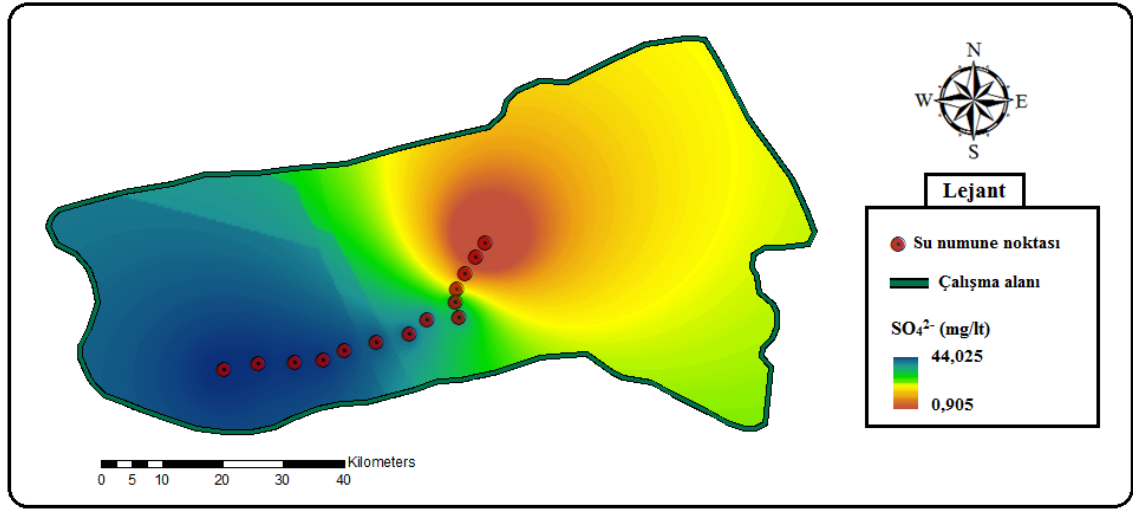 N
W E
S
Lejant
Su numune noktası
Çalışma alanı
SO₄²⁻ (mg/lt)
44,025
0,905
Kilometers
0 5 10 20 30 40